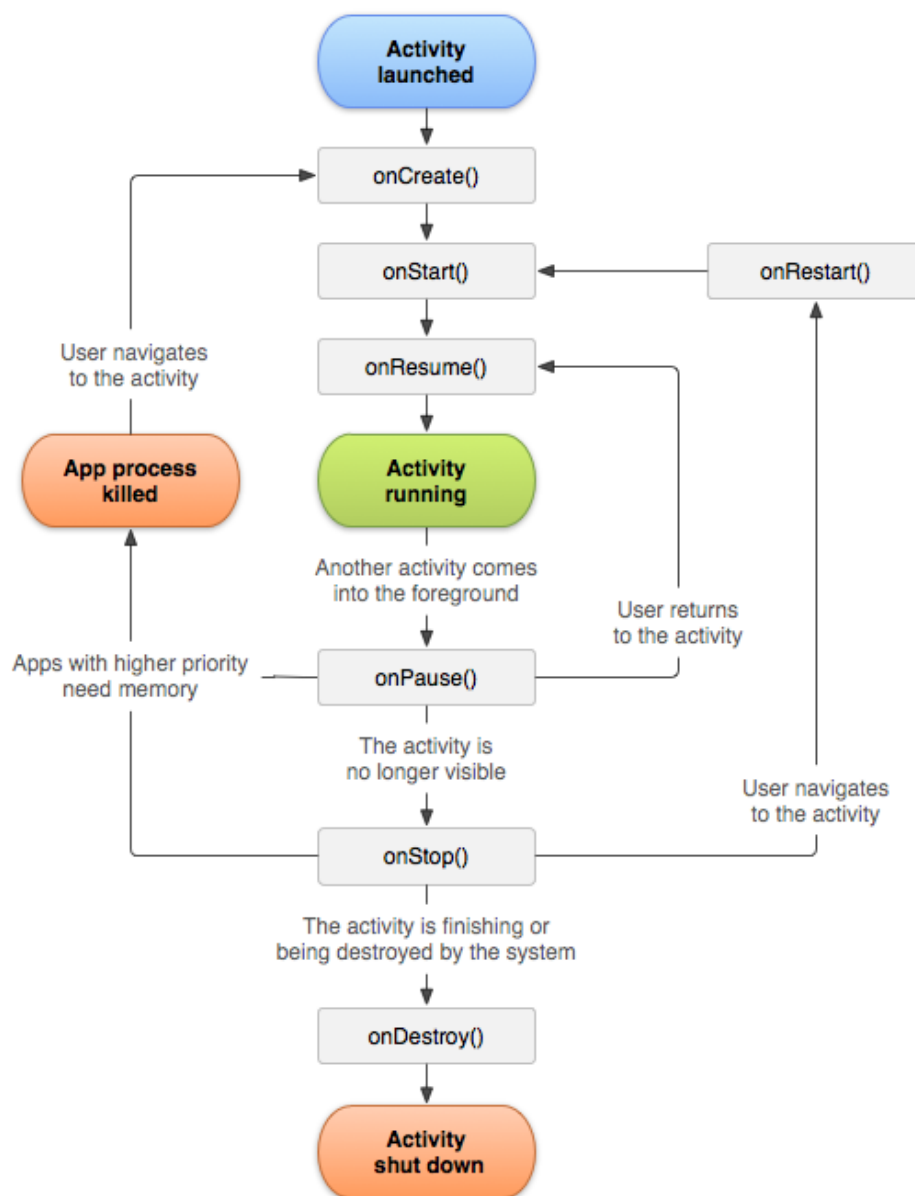 Activity
launched
onCreate()
onStart()
onRestart()
onResume()
User navigates
to the activity
App process
killed
Activity
running
Another activity comes
into the foreground
User returns
to the activity
Apps with higher priority
need memory
onPause()
The activity is
no longer visible
User navigates
to the activity
onStop()
The activity is finishing or
being destroyed by the system
onDestroy()
Activity
shut down